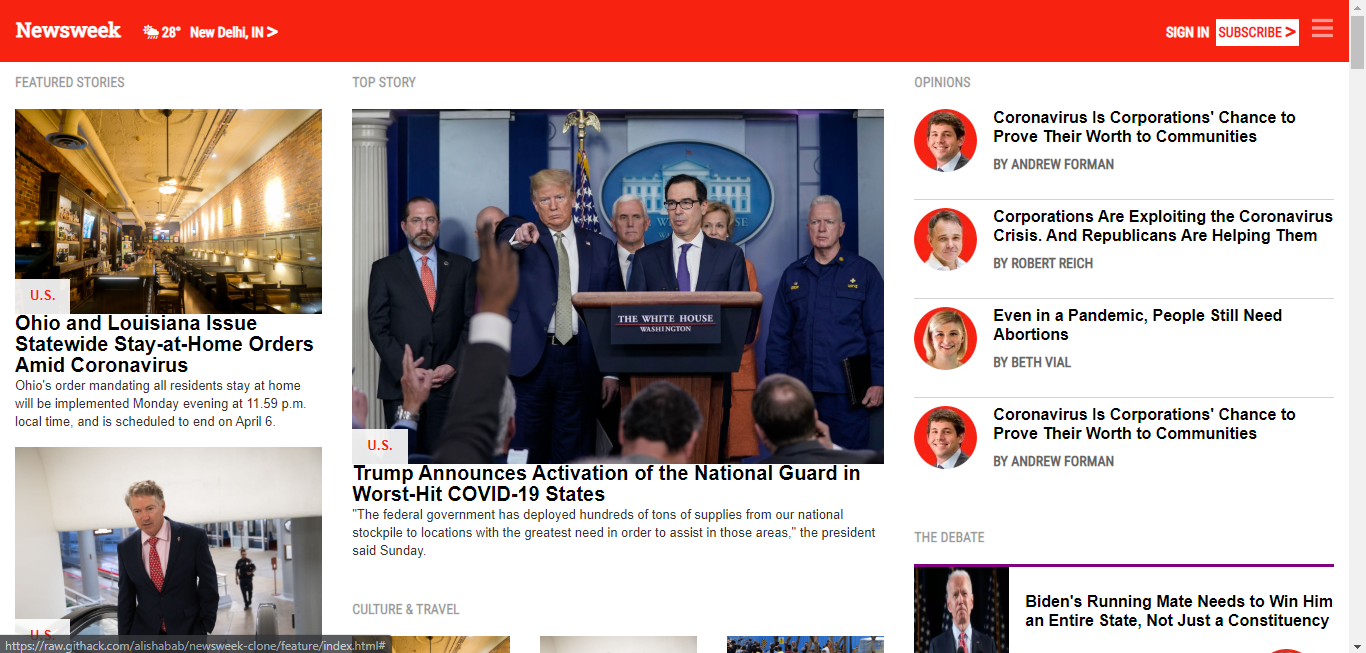 Newsweek
28° New Delhi, IN >
SIGN IN
SUBSCRIBE >
FEATURED STORIES
U.S.
Ohio and Louisiana Issue
Statewide Stay-at-Home Orders
Amid Coronavirus
Ohio's order mandating all residents stay at home
will be implemented Monday evening at 11.59 p.m.
local time, and is scheduled to end on April 6.
U.S.
TOP STORY
THE WHITE HOUSE
WASHINGTON
U.S.
Trump Announces Activation of the National Guard in
Worst-Hit COVID-19 States
"The federal government has deployed hundreds of tons of supplies from our national
stockpile to locations with the greatest need in order to assist in those areas," the president
said Sunday.
CULTURE & TRAVEL
OPINIONS
Coronavirus Is Corporations' Chance to
Prove Their Worth to Communities
BY ANDREW FORMAN
Corporations Are Exploiting the Coronavirus
Crisis. And Republicans Are Helping Them
BY ROBERT REICH
Even in a Pandemic, People Still Need
Abortions
BY BETH VIAL
Coronavirus Is Corporations' Chance to
Prove Their Worth to Communities
BY ANDREW FORMAN
THE DEBATE
Biden's Running Mate Needs to Win Him
an Entire State, Not Just a Constituency
https://raw.githack.com/alishabab/newsweek-clone/feature/index.html#